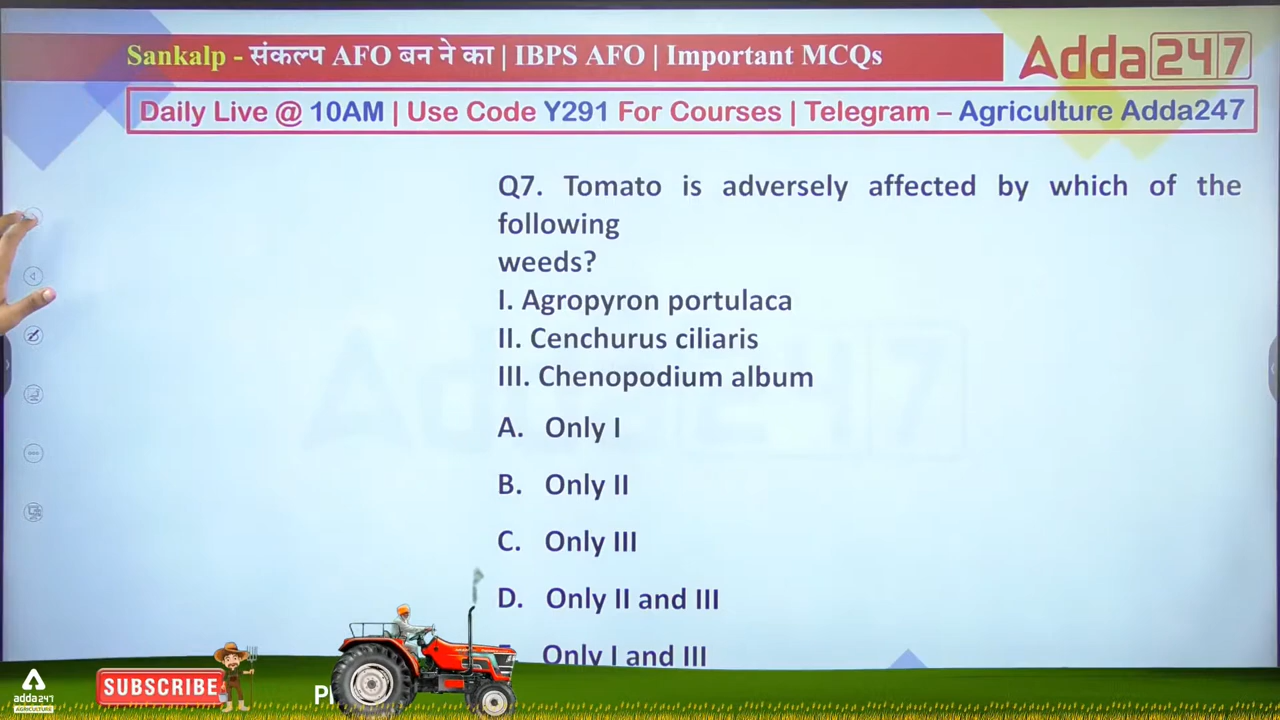 Sankalp - संकल्प AFO बन ने का | IBPS AFO | Important MCQs
Adda247
Daily Live @ 10AM | Use Code Y291 For Courses | Telegram – Agriculture Adda247
Q7. Tomato is adversely affected by which of the
following
weeds?
I. Agropyron portulaca
II. Cenchurus ciliaris
III. Chenopodium album
A. Only I
B. Only II
C. Only III
D. Only II and III
Only I and III
adda247
AGRICULTURE
SUBSCRIBE